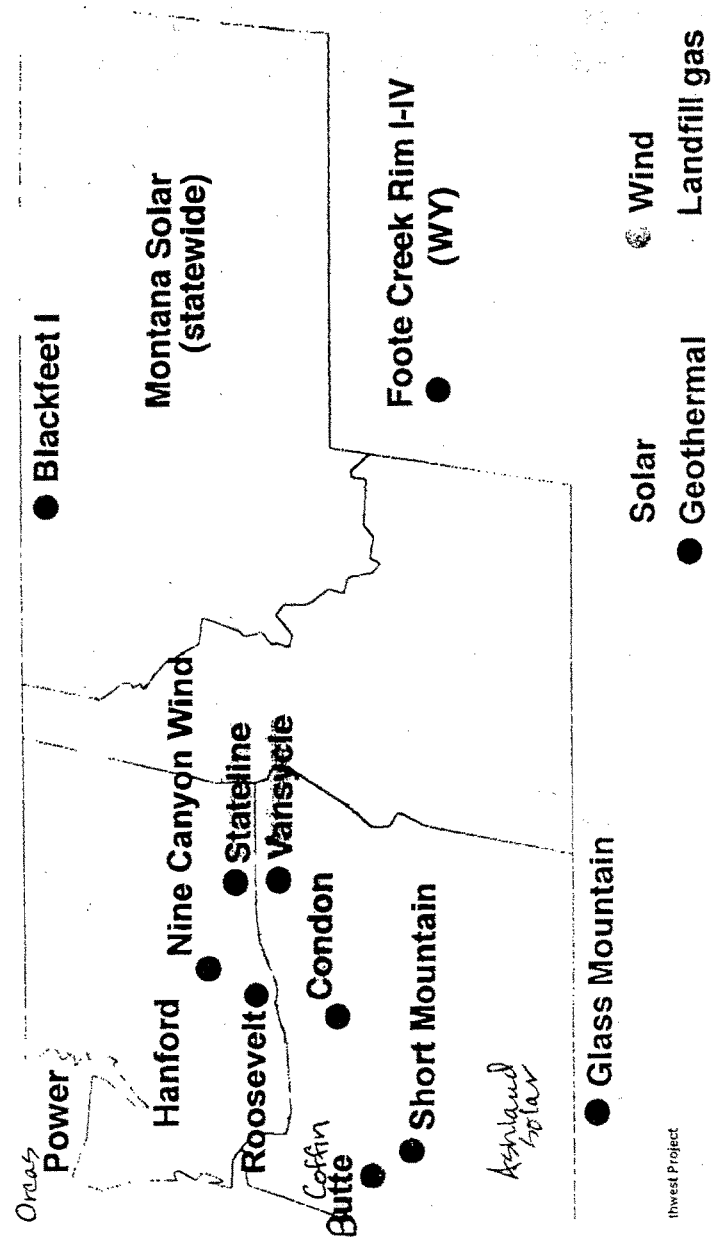 Orcas
Power
Blackfeet I
Hanford
Nine Canyon Wind
Montana Solar
(statewide)
Stateline
Roosevelt
Vansycle
Condon
Coffin
Butte
Short Mountain
Foote Creek Rim I-IV
(WY)
Ashland
Solar
Glass Mountain
Solar
Wind
Geothermal
Landfill gas
thwest Project